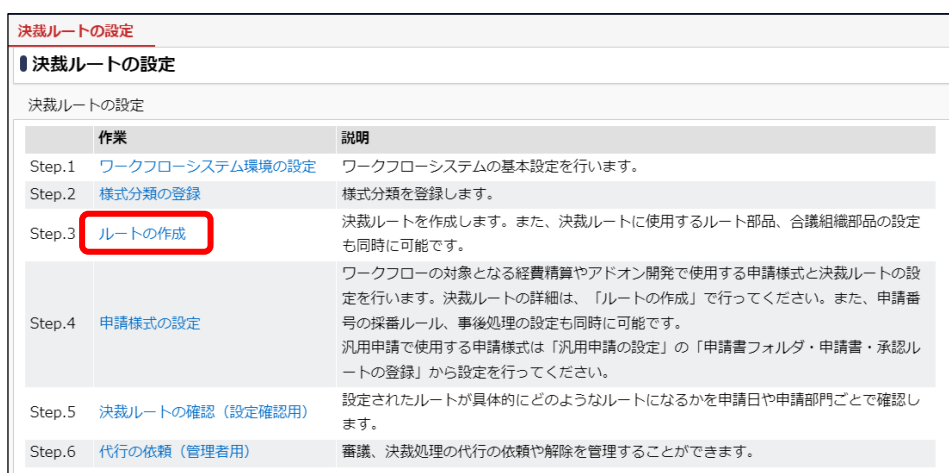 決裁ルートの設定
決裁ルートの設定
決裁ルートの設定
作業 説明
Step.1 ワークフローシステム環境の設定 ワークフローシステムの基本設定を行います。
Step.2 様式分類の登録 様式分類を登録します。
Step.3 ルートの作成 決裁ルートを作成します。また、決裁ルートに使用するルート部品、合議組織部品の設定
も同時に可能です。
Step.4 申請様式の設定 ワークフローの対象となる経費精算やアドオン開発で使用する申請様式と決裁ルートの設
定を行います。決裁ルートの詳細は、「ルートの作成」で行ってください。また、申請番
号の採番ルール、事後処理の設定も同時に可能です。
汎用申請で使用する申請様式は「汎用申請の設定」の「申請書フォルダ・申請書・承認ル
ートの登録」から設定を行ってください。
Step.5 決裁ルートの確認（設定確認用） 設定されたルートが具体的にどのようなルートになるかを申請日や申請部門ごとで確認し
ます。
Step.6 代行の依頼（管理者用） 審議、決裁処理の代行の依頼や解除を管理することができます。